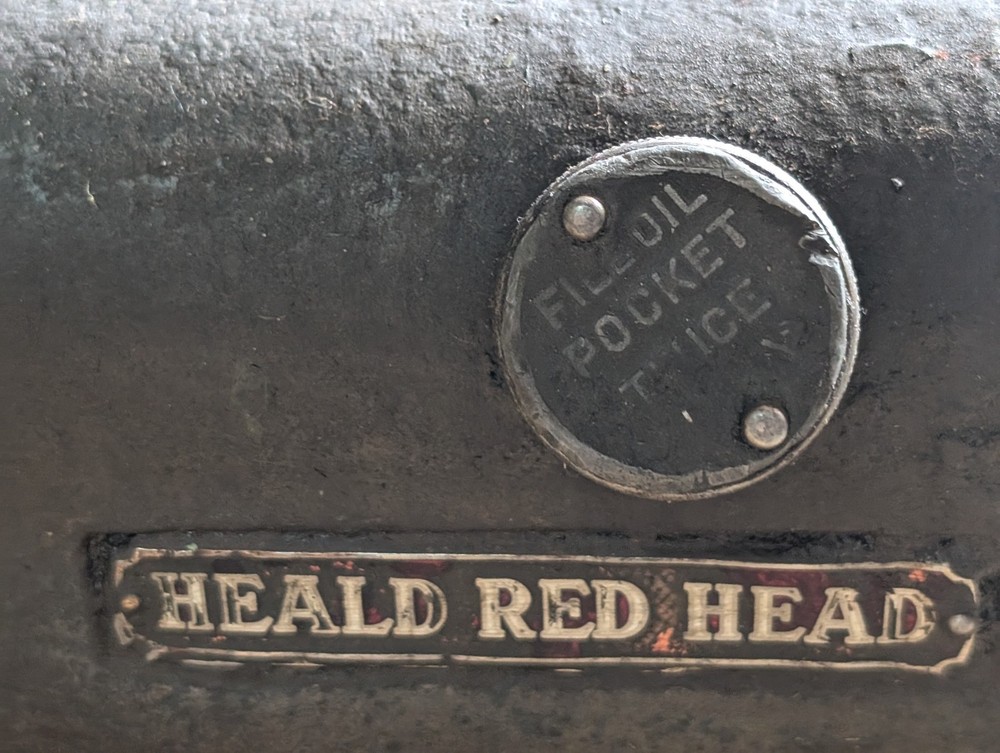 FILL OIL
POCKET
TWICE
HEALD RED HEAD